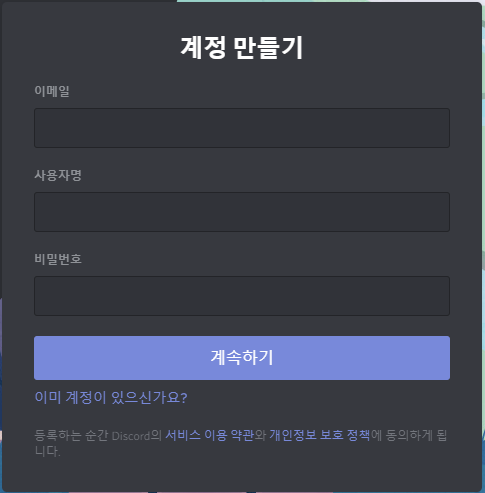 계정 만들기
이메일
사용자명
비밀번호
계속하기
이미 계정이 있으신가요?
등록하는 순간 Discord의 서비스 이용 약관와 개인정보 보호 정책에 동의하게 됩
니다.